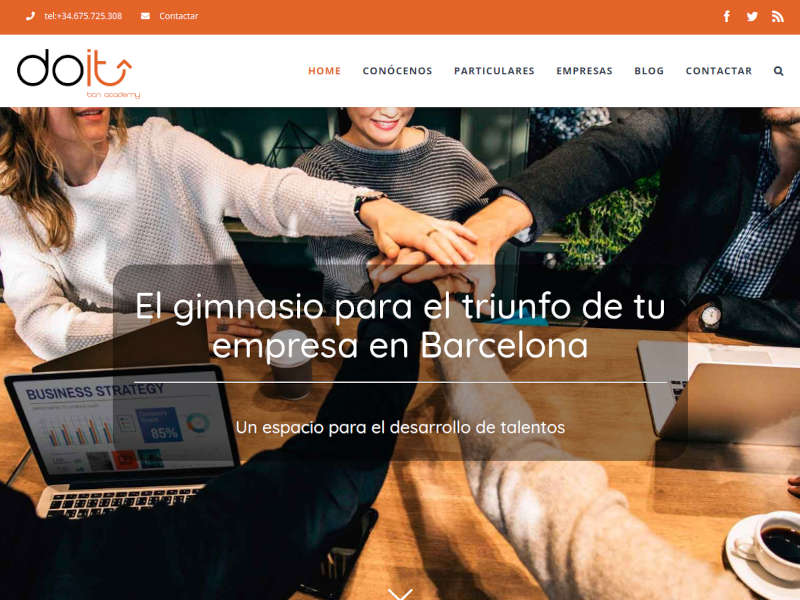 tel:+34.675.725.308 Contactar
doit
bcn academy
HOME CONÓCENOS PARTICULARES EMPRESAS BLOG CONTACTAR
El gimnasio para el triunfo de tu
empresa en Barcelona
Un espacio para el desarrollo de talentos
BUSINESS STRATEGY
85%